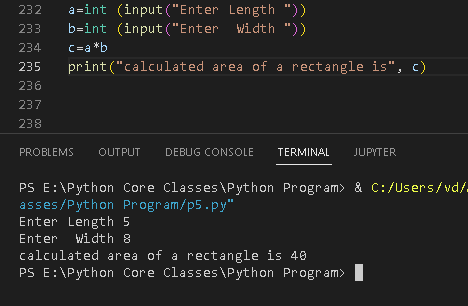 232 a=int (input("Enter Length "))
233 b=int (input("Enter  Width "))
234 c=a*b
235 print("calculated area of a rectangle is", c)
236
237
238
PROBLEMS OUTPUT DEBUG CONSOLE TERMINAL JUPYTER
PS E:\Python Core Classes\Python Program> & C:/Users/vd/
asses/Python Program/p5.py"
Enter Length 5
Enter  Width 8
calculated area of a rectangle is 40
PS E:\Python Core Classes\Python Program>